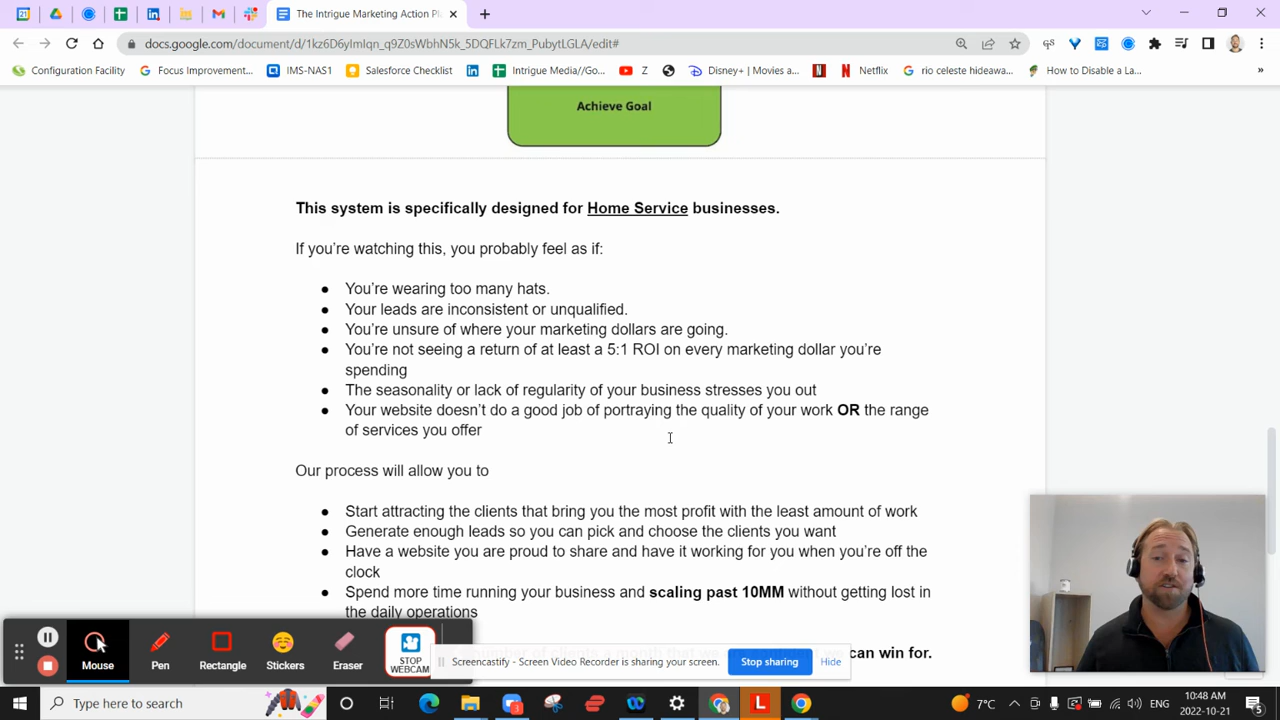 The Intrigue Marketing Action Pl
docs.google.com/document/d/1kz6D6yImIqn_q9Z0sWbhN5k_5DQFLk7zm_PubytLGLA/edit#
Configuration Facility
Focus Improvement...
IMS-NAS1
Salesforce Checklist
Intrigue Media//Go...
Z
Disney+ | Movies a...
Netflix
rio celeste hideawa...
How to Disable a La...
»
Achieve Goal
This system is specifically designed for Home Service businesses.
If you’re watching this, you probably feel as if:
● You’re wearing too many hats.
● Your leads are inconsistent or unqualified.
● You’re unsure of where your marketing dollars are going.
● You’re not seeing a return of at least a 5:1 ROI on every marketing dollar you’re
spending
● The seasonality or lack of regularity of your business stresses you out
● Your website doesn’t do a good job of portraying the quality of your work OR the range
of services you offer
Our process will allow you to
● Start attracting the clients that bring you the most profit with the least amount of work
● Generate enough leads so you can pick and choose the clients you want
● Have a website you are proud to share and have it working for you when you’re off the
clock
● Spend more time running your business and scaling past 10MM without getting lost in
the daily operations
can win for.
Mouse
Pen
Rectangle
Stickers
Eraser
STOP
WEBCAM
Screencastify - Screen Video Recorder is sharing your screen.
Stop sharing
Hide
Type here to search
7°C
ENG
10:48 AM
2022-10-21